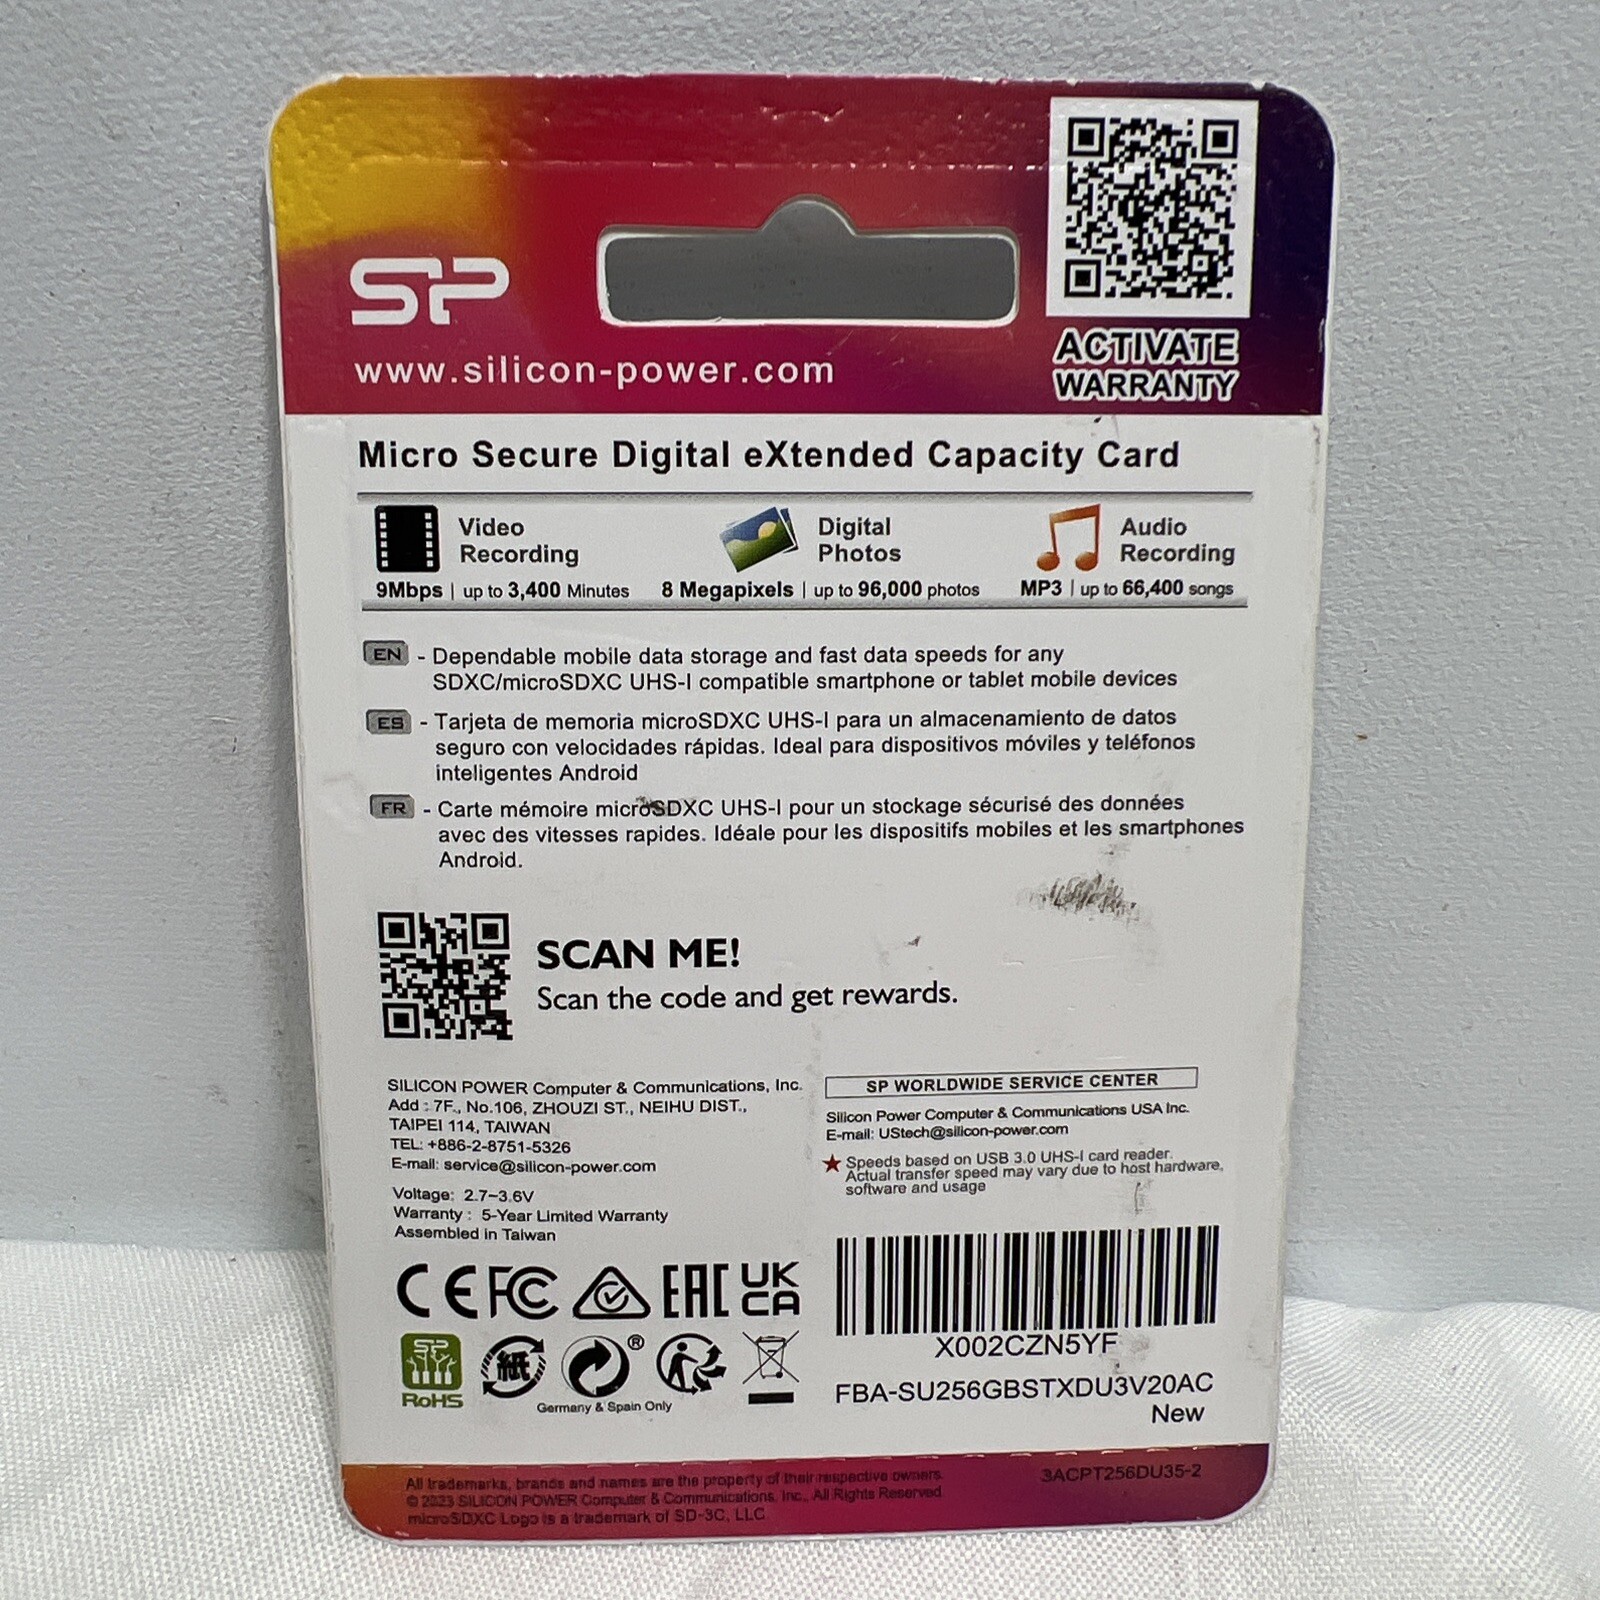 SP
www.silicon-power.com
ACTIVATE
WARRANTY
Micro Secure Digital eXtended Capacity Card
Video
Recording
9Mbps | up to 3,400 Minutes
Digital
Photos
8 Megapixels | up to 96,000 photos
Audio
Recording
MP3 | up to 66,400 songs
EN - Dependable mobile data storage and fast data speeds for any
SDXC/microSDXC UHS-I compatible smartphone or tablet mobile devices
ES - Tarjeta de memoria microSDXC UHS-I para un almacenamiento de datos
seguro con velocidades rápidas. Ideal para dispositivos móviles y teléfonos
inteligentes Android
FR - Carte mémoire microSDXC UHS-I pour un stockage sécurisé des données
avec des vitesses rapides. Idéale pour les dispositifs mobiles et les smartphones
Android.
SCAN ME!
Scan the code and get rewards.
SILICON POWER Computer & Communications, Inc.
Add : 7F., No.106, ZHOUZI ST., NEIHU DIST.,
TAIPEI 114, TAIWAN
TEL: +886-2-8751-5326
E-mail: service@silicon-power.com
Voltage: 2.7~3.6V
Warranty : 5-Year Limited Warranty
Assembled in Taiwan
SP WORLDWIDE SERVICE CENTER
Silicon Power Computer & Communications USA Inc.
E-mail: UStech@silicon-power.com
★ Speeds based on USB 3.0 UHS-I card reader.
Actual transfer speed may vary due to host hardware,
software and usage
CE FC EAC UK
CA
SP
RoHS
紙
®
Germany & Spain Only
X002CZN5YF
FBA-SU256GBSTXDU3V20AC
New
All trademarks, brands and names are the property of their respective owners.
© 2023 SILICON POWER Computer & Communications, Inc., All Rights Reserved.
microSDXC Logo is a trademark of SD-3C, LLC
3ACPT256DU35-2